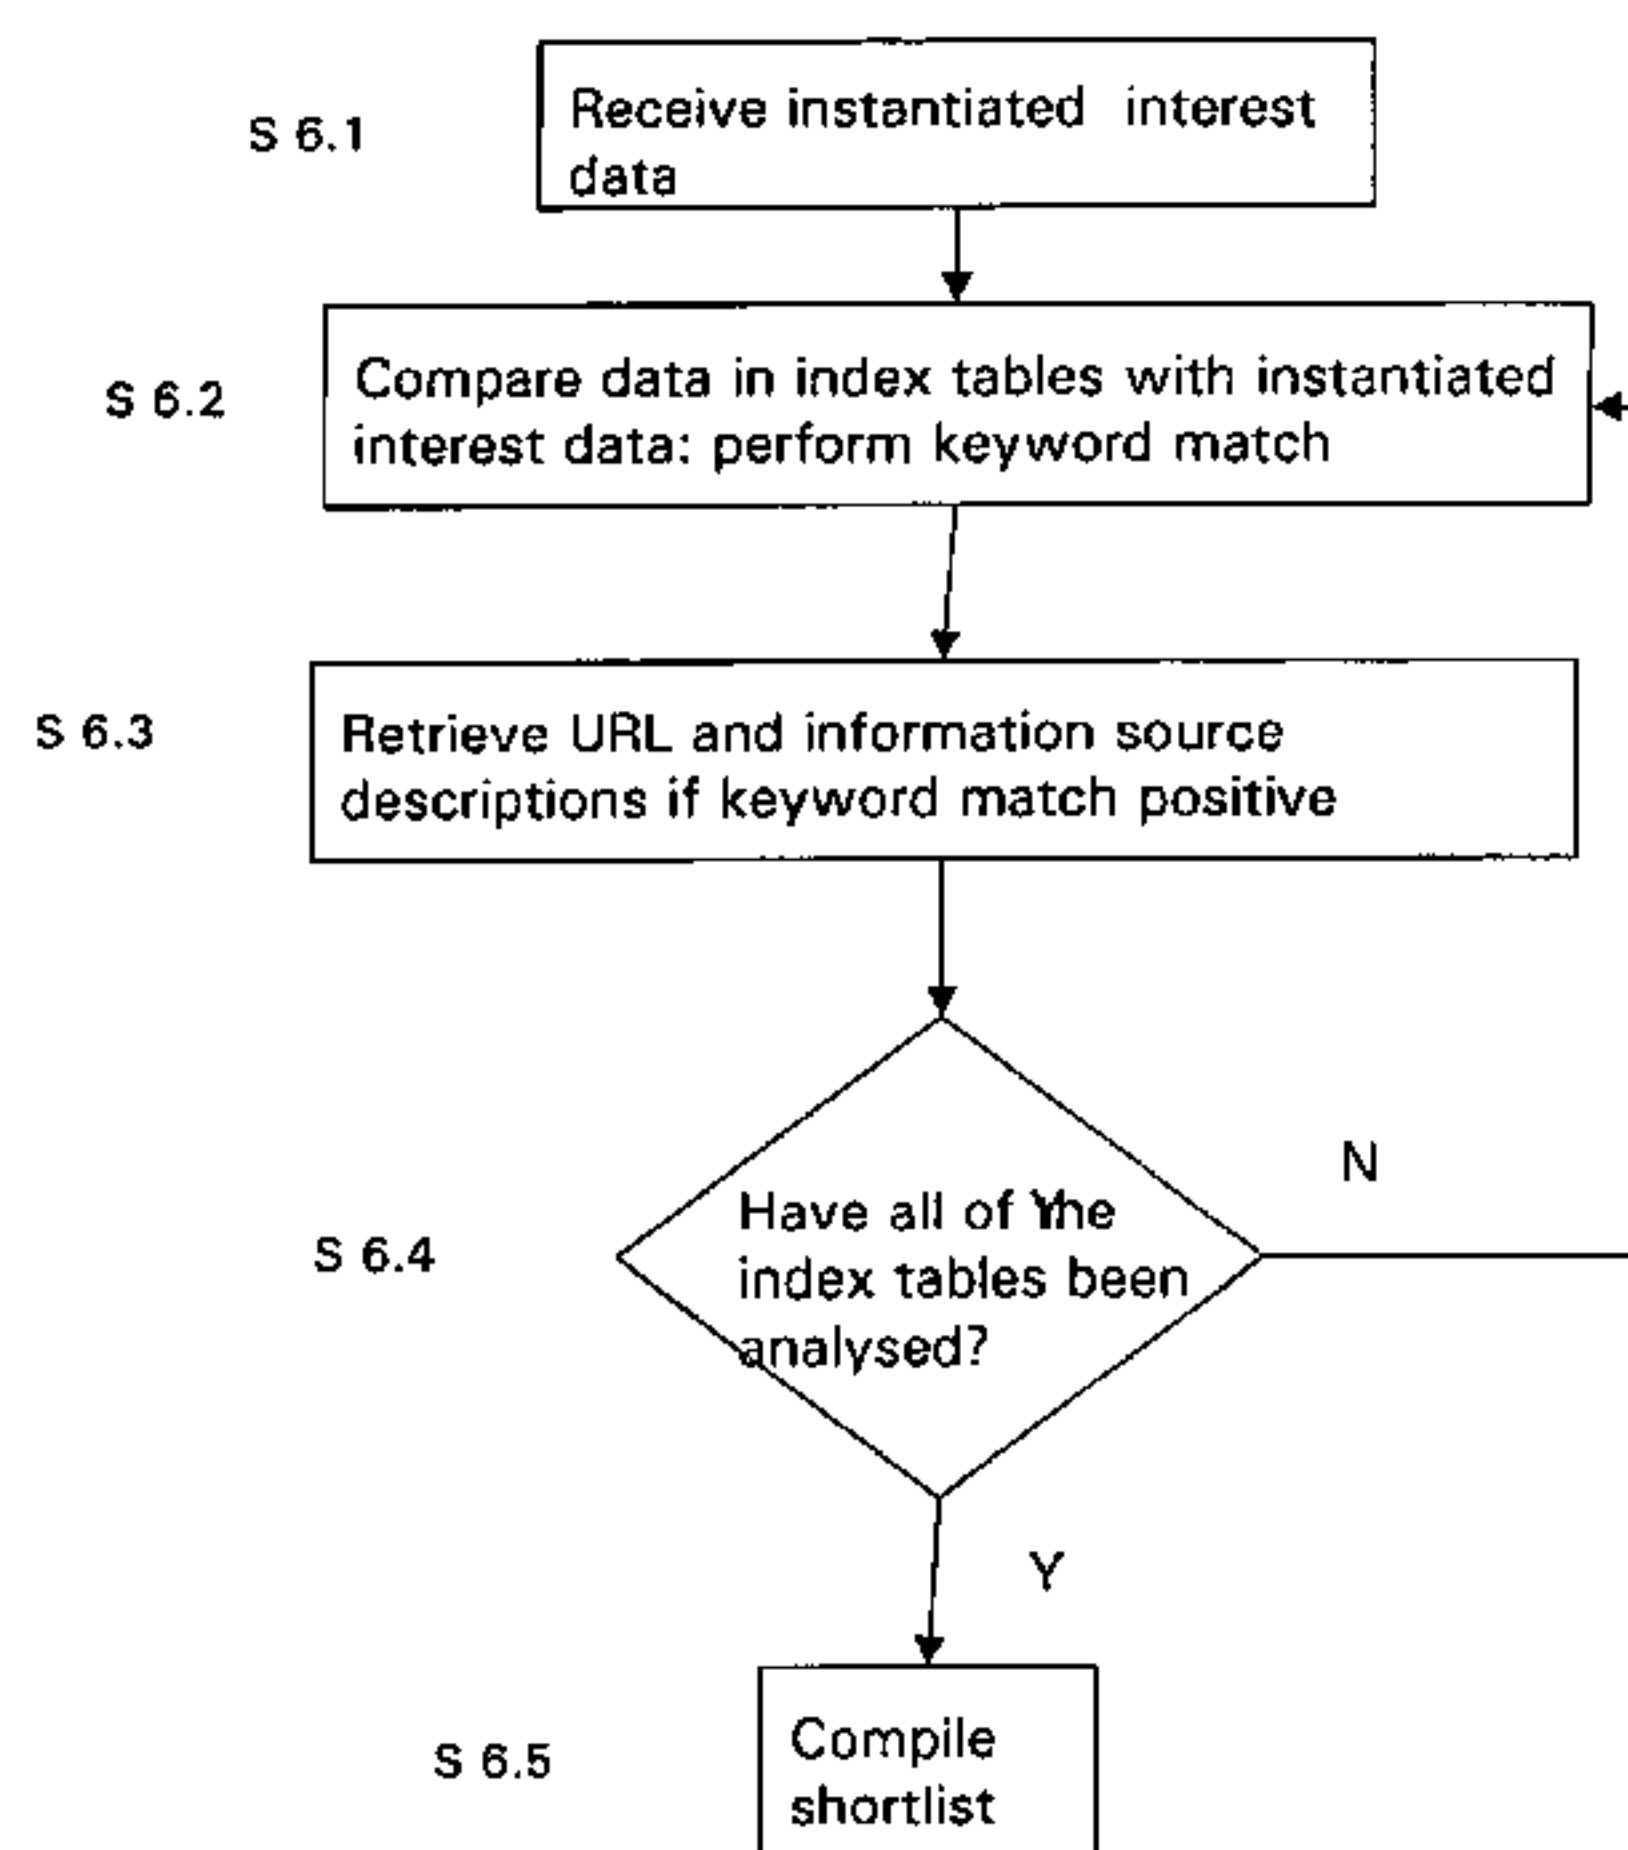 S 6.1
Receive instantiated interest
data
S 6.2
Compare data in index tables with instantiated
interest data: perform keyword match
S 6.3
Retrieve URL and information source
descriptions if keyword match positive
N
S 6.4
Have all of the
index tables been
analysed?
Y
S 6.5
Compile
shortlist